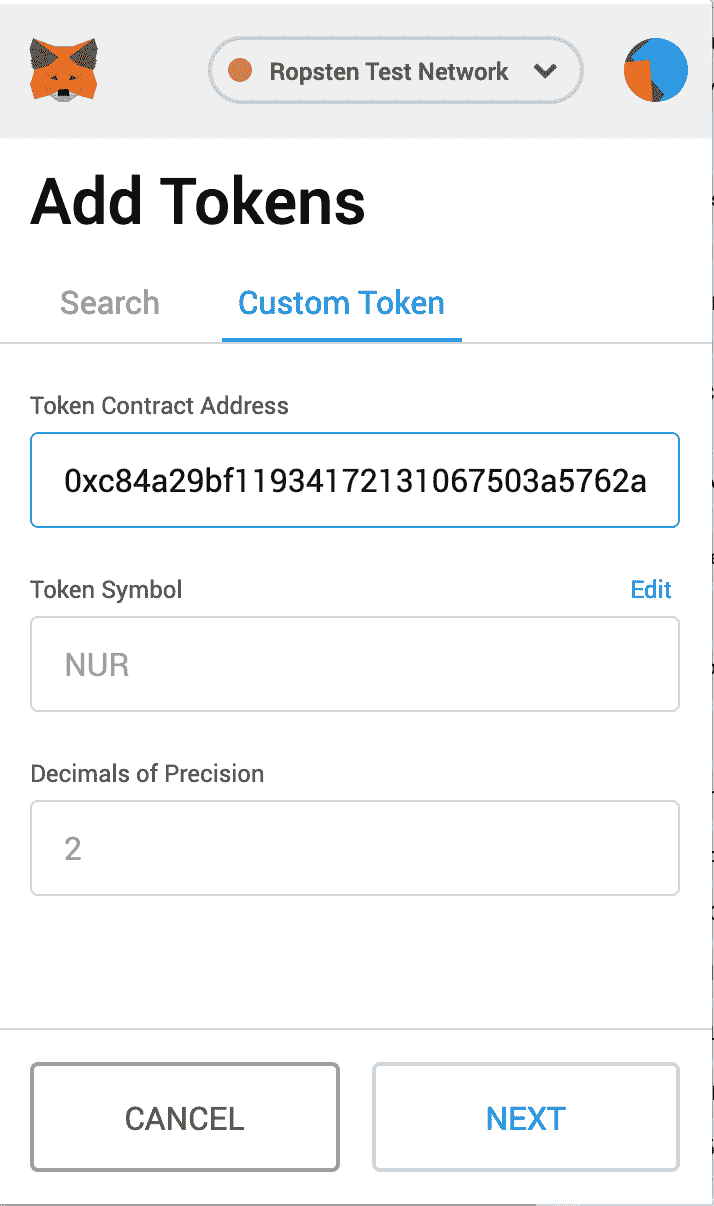 Ropsten Test Network
Add Tokens
Search
Custom Token
Token Contract Address
0xc84a29bf11934172131067503a5762a
Token Symbol
Edit
NUR
Decimals of Precision
2
CANCEL
NEXT